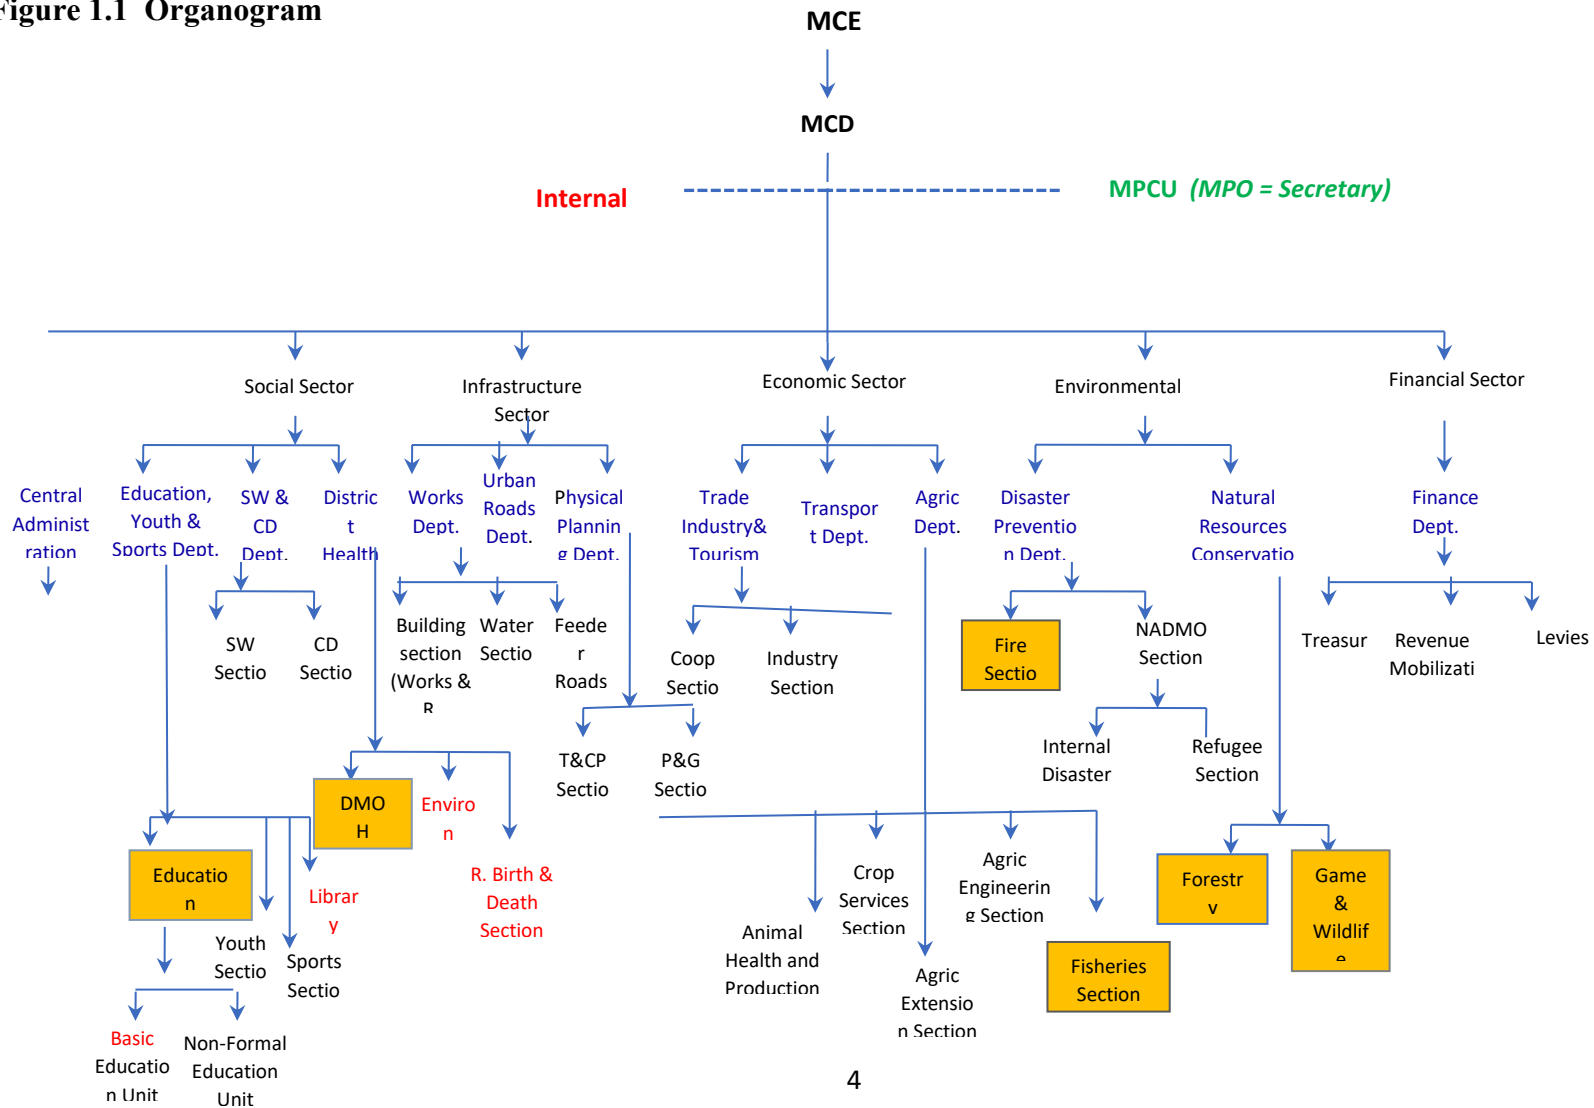 Figure 1.1 Organogram
MCE
MCD
Internal
MPCU (MPO = Secretary)
Social Sector
Infrastructure
Sector
Economic Sector
Environmental
Financial Sector
Central
Administ
ration
Education,
Youth &
Sports Dept.
SW &
CD
Dept.
Distric
t
Health
Works
Dept.
Urban
Roads
Dept.
Physical
Plannin
g Dept.
Trade
Industry&
Tourism
Transpor
t Dept.
Agric
Dept.
Disaster
Preventio
n Dept.
Natural
Resources
Conservatio
Finance
Dept.
SW
Sectio
CD
Sectio
Building
section
(Works &
R
Water
Sectio
Feede
r
Roads
Coop
Sectio
Industry
Section
Fire
Sectio
NADMO
Section
Treasur
Revenue
Mobilizati
Levies
T&CP
Sectio
P&G
Sectio
Internal
Disaster
Refugee
Section
DMO
H
Enviro
n
Educatio
n
Librar
y
R. Birth &
Death
Section
Youth
Sectio
Sports
Sectio
Animal
Health and
Production
Crop
Services
Section
Agric
Extensio
n Section
Agric
Engineerin
g Section
Fisheries
Section
Forestr
y
Game
&
Wildlif
e
Basic
Educatio
n Unit
Non-Formal
Education
Unit
4